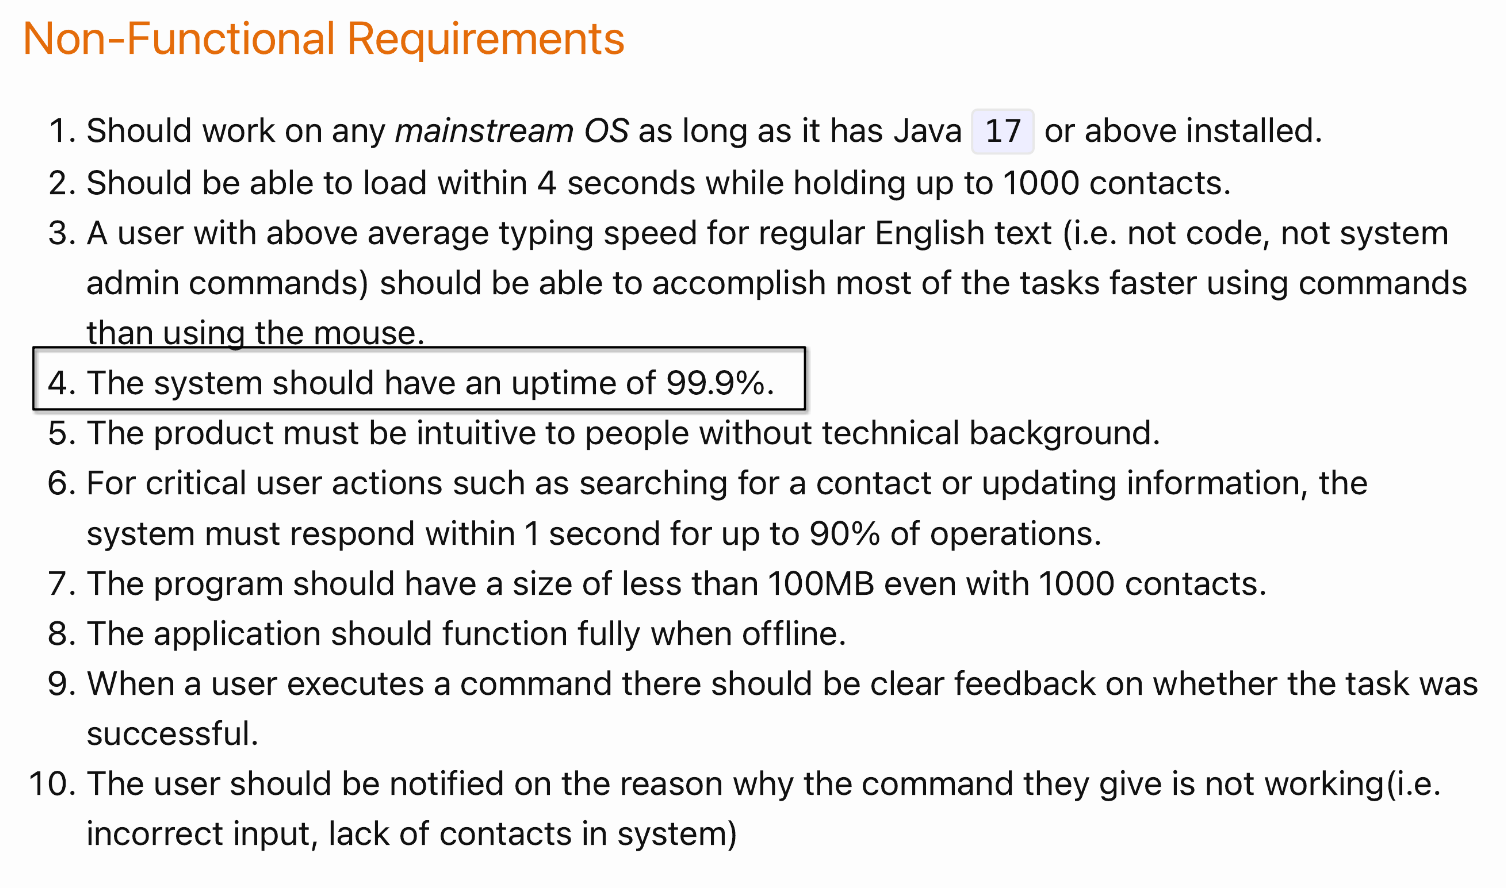 Non-Functional Requirements
1. Should work on any mainstream OS as long as it has Java 17 or above installed.
2. Should be able to load within 4 seconds while holding up to 1000 contacts.
3. A user with above average typing speed for regular English text (i.e. not code, not system
admin commands) should be able to accomplish most of the tasks faster using commands
than using the mouse.
4. The system should have an uptime of 99.9%.
5. The product must be intuitive to people without technical background.
6. For critical user actions such as searching for a contact or updating information, the
system must respond within 1 second for up to 90% of operations.
7. The program should have a size of less than 100MB even with 1000 contacts.
8. The application should function fully when offline.
9. When a user executes a command there should be clear feedback on whether the task was
successful.
10. The user should be notified on the reason why the command they give is not working(i.e.
incorrect input, lack of contacts in system)